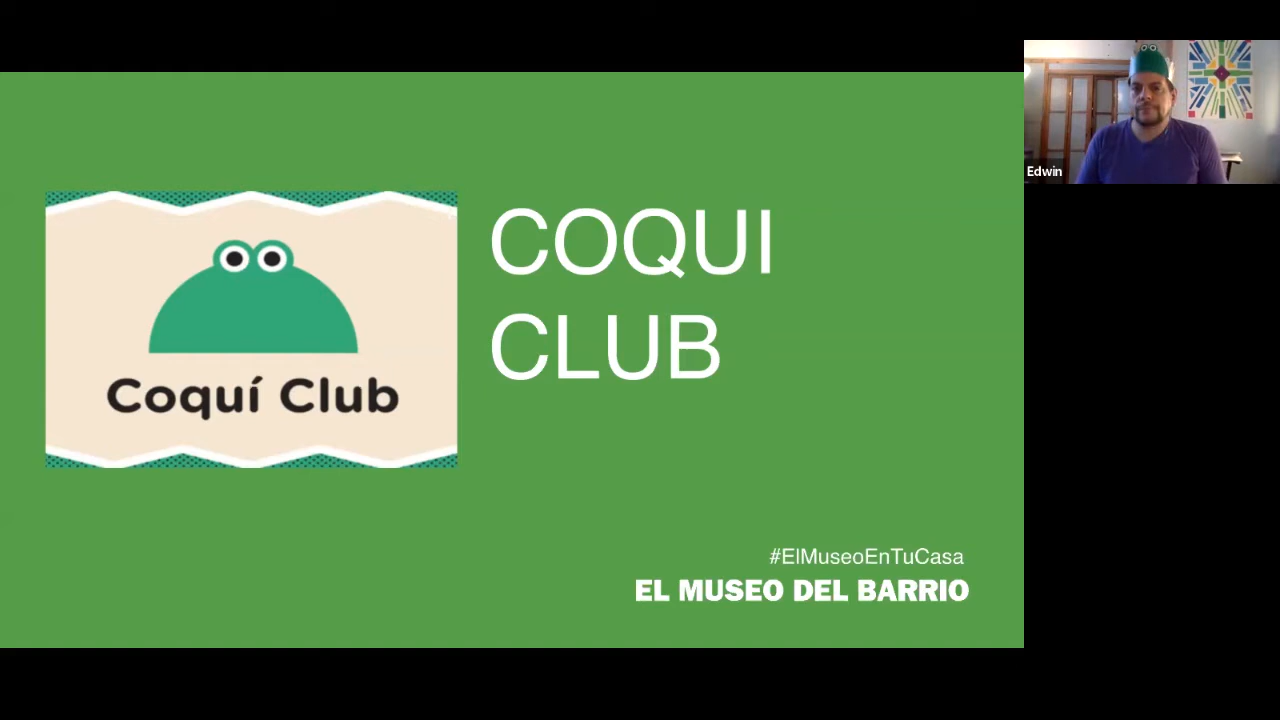 Coquí Club
COQUI
CLUB
#ElMuseoEnTuCasa
EL MUSEO DEL BARRIO
Edwin